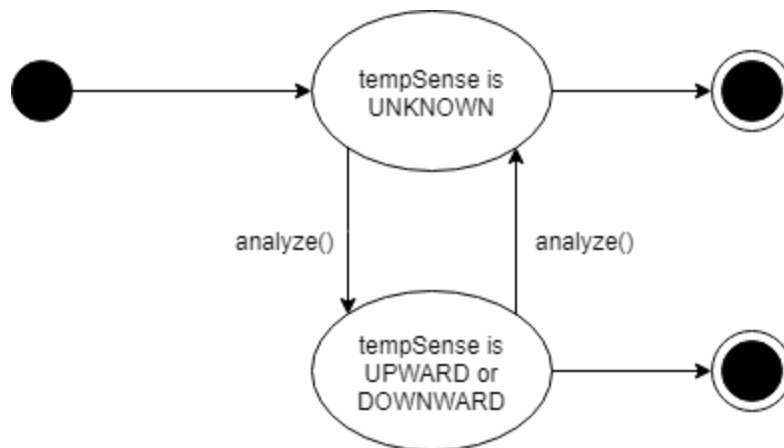 tempSense is
UNKNOWN
analyze()
analyze()
tempSense is
UPWARD or
DOWNWARD